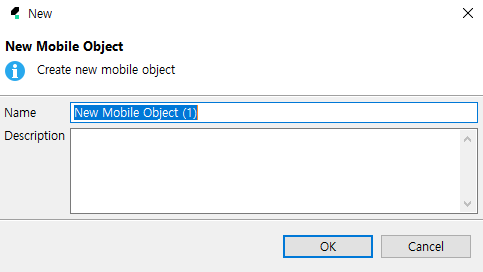 New
New Mobile Object
Create new mobile object
Name
New Mobile Object (1)
Description
OK
Cancel